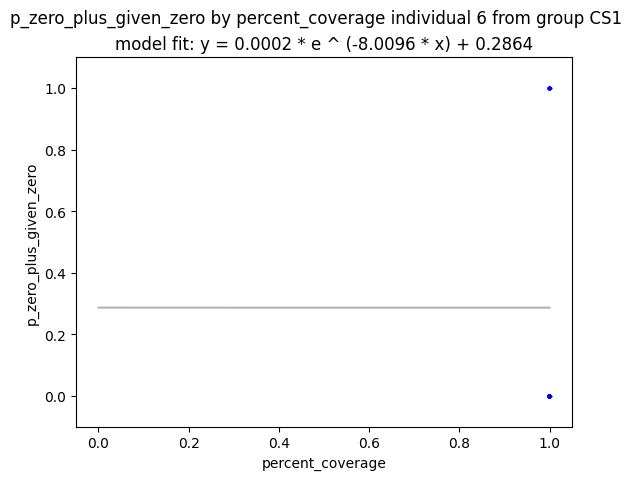 p_zero_plus_given_zero by percent_coverage individual 6 from group CS1
model fit: y = 0.0002 * e ^ (-8.0096 * x) + 0.2864
1.0
0.8
0.6
0.4
0.2
0.0
p_zero_plus_given_zero
0.0 0.2 0.4 0.6 0.8 1.0
percent_coverage